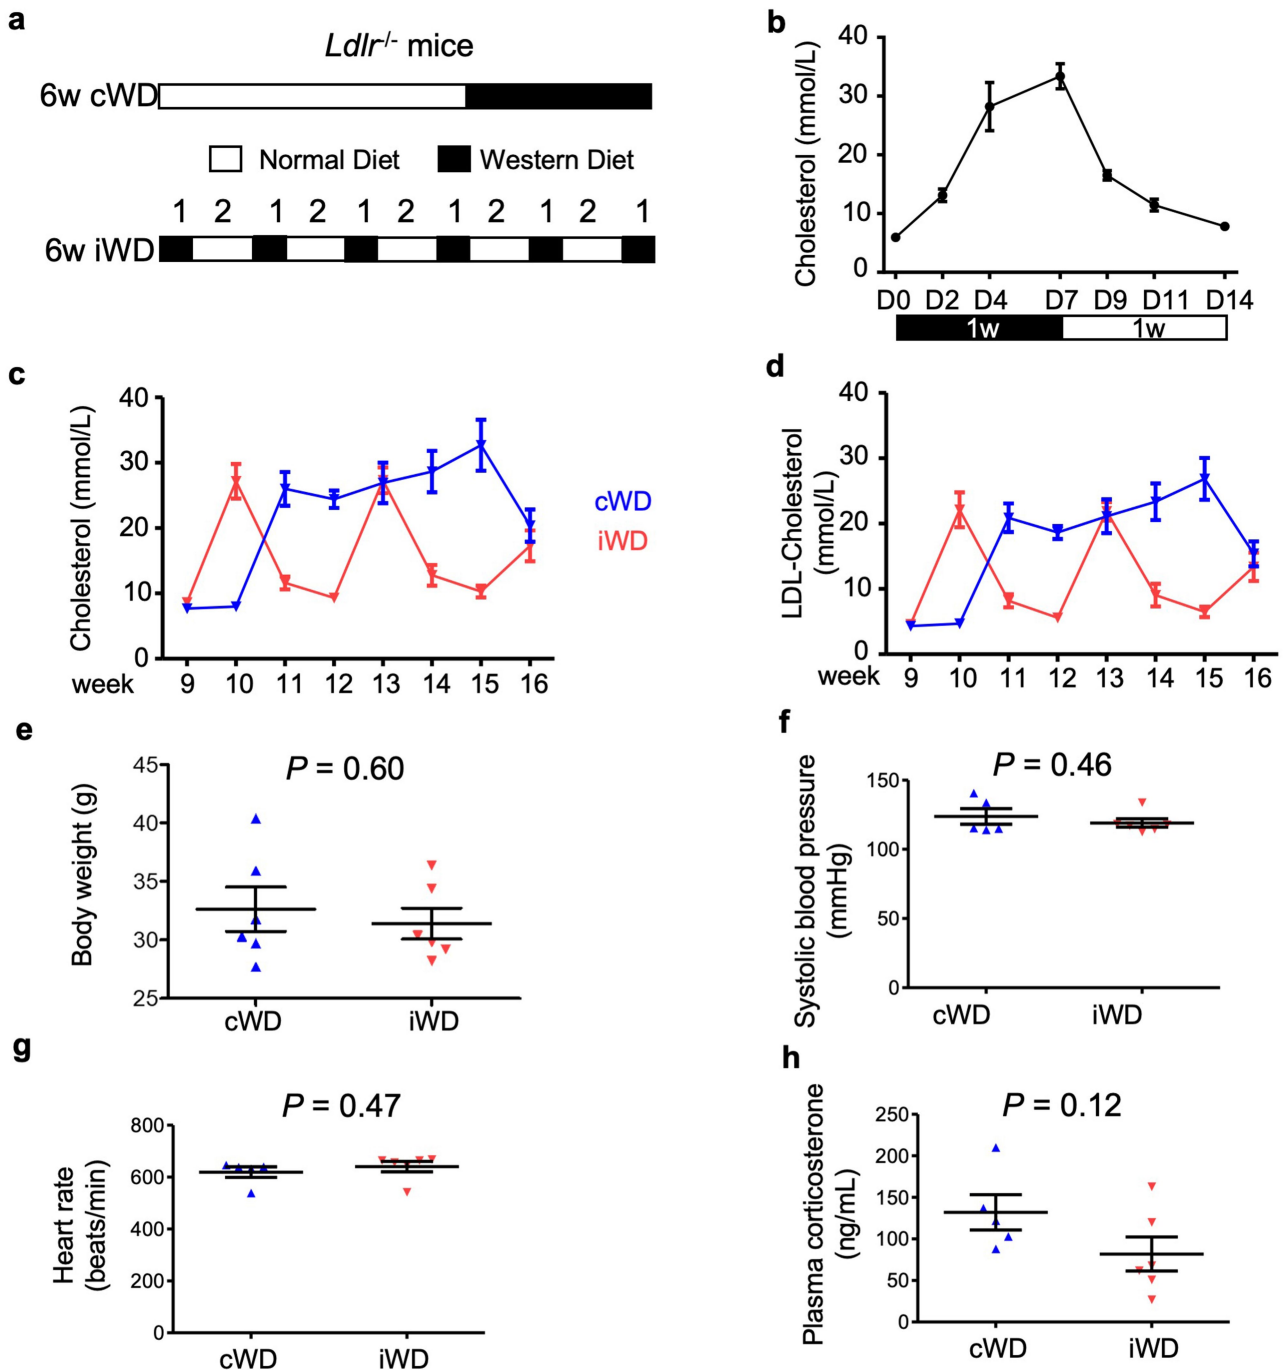 a
Ldlr-/- mice
6w cWD
Normal Diet
Western Diet
1 2 1 2 1 2 1 2 1 2 1
6w iWD
b
Cholesterol (mmol/L)
40
30
20
10
0
D0 D2 D4 D7 D9 D11 D14
1w 1w
c
Cholesterol (mmol/L)
40
30
20
10
0
week 9 10 11 12 13 14 15 16
cWD
iWD
d
LDL-Cholesterol
(mmol/L)
40
30
20
10
0
week 9 10 11 12 13 14 15 16
e
P = 0.60
Body weight (g)
45
40
35
30
25
cWD iWD
f
P = 0.46
Systolic blood pressure
(mmHg)
150
100
50
0
cWD iWD
g
P = 0.47
Heart rate
(beats/min)
800
600
400
200
0
cWD iWD
h
P = 0.12
Plasma corticosterone
(ng/mL)
250
200
150
100
50
0
cWD iWD